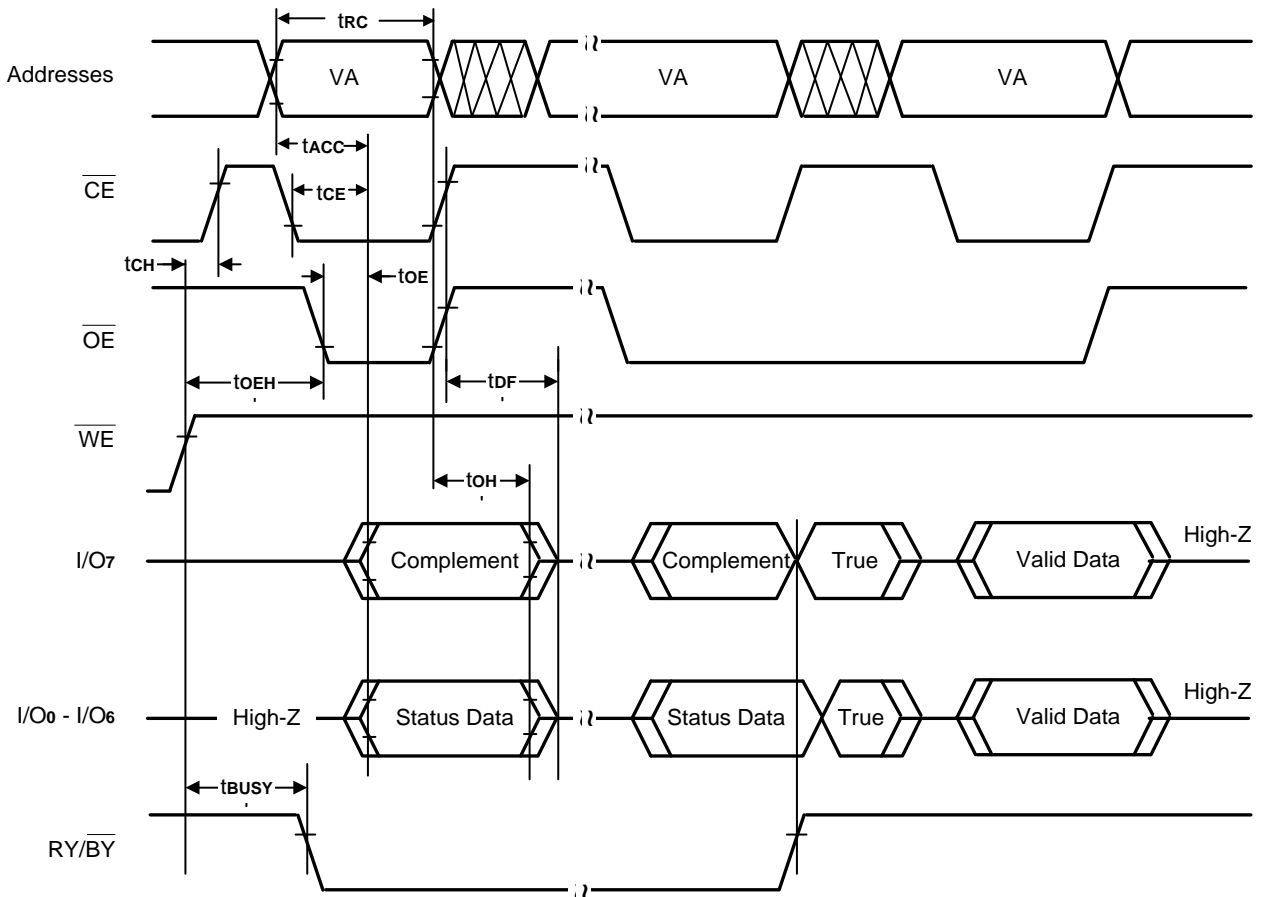 tRC
Addresses VA VA VA
tACC
CE tCE
tCH tOE
OE
tOEH tDF
WE
tOH
I/O7 Complement Complement True Valid Data High-Z
I/O0 - I/O6 High-Z Status Data Status Data True Valid Data High-Z
tBUSY
RY/BY